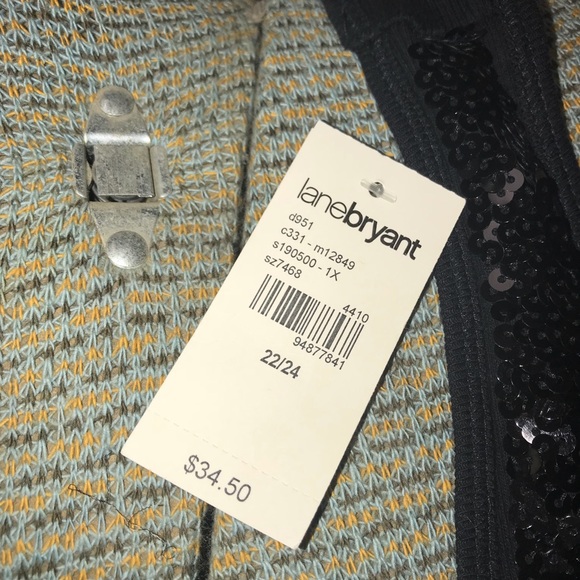 lanebryant
d951
c331 - m12849
s190500 - 1X
sz7468
4410
94877841
22/24
$34.50